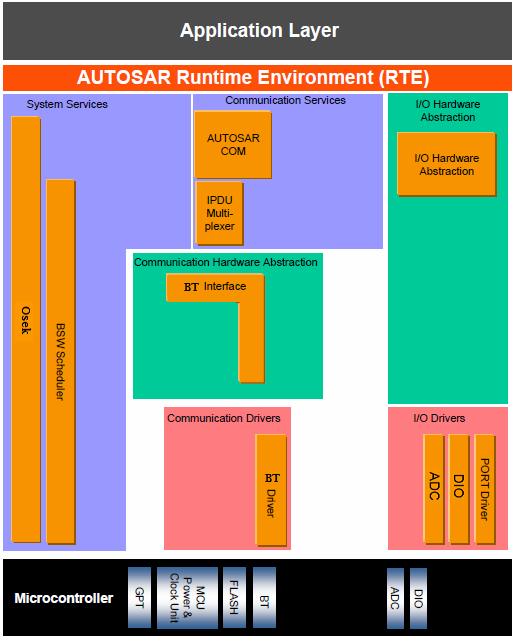 Application Layer
AUTOSAR Runtime Environment (RTE)
System Services
Osek
BSW Scheduler
Communication Services
AUTOSAR
COM
IPDU
Multi-
plexer
I/O Hardware
Abstraction
I/O Hardware
Abstraction
Communication Hardware Abstraction
BT Interface
Communication Drivers
BT
Driver
I/O Drivers
ADC
DIO
PORT Driver
Microcontroller
GPT
MCU
Power &
Clock Unit
FLASH
BT
ADC
DIO